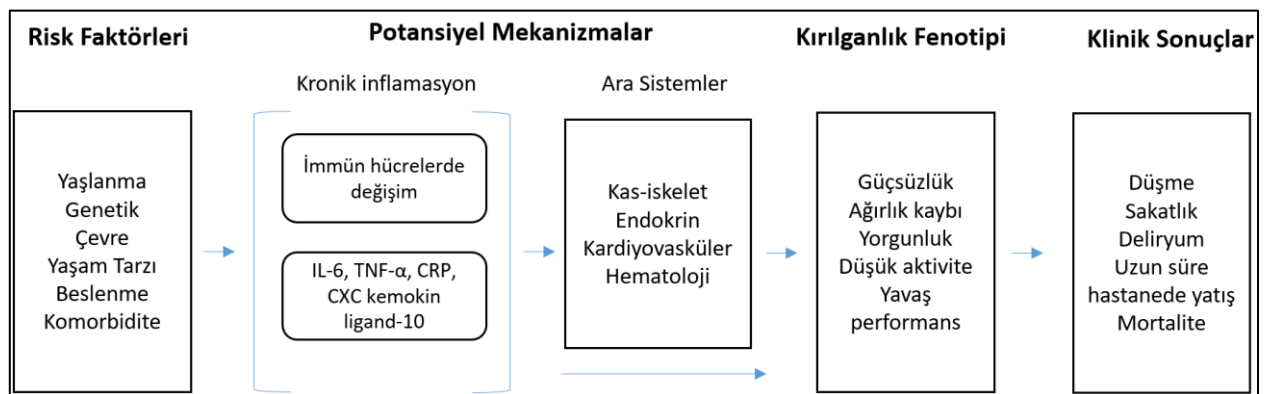 Risk Faktörleri
Potansiyel Mekanizmalar
Kırılganlık Fenotipi
Klinik Sonuçlar
Kronik inflamasyon
Ara Sistemler
Yaşlanma
Genetik
Çevre
Yaşam Tarzı
Beslenme
Komorbidite
İmmün hücrelerde
değişim
IL-6, TNF-α, CRP,
CXC kemokin
ligand-10
Kas-iskelet
Endokrin
Kardiyovasküler
Hematoloji
Güçsüzlük
Ağırlık kaybı
Yorgunluk
Düşük aktivite
Yavaş
performans
Düşme
Sakatlık
Deliryum
Uzun süre
hastanede yatış
Mortalite